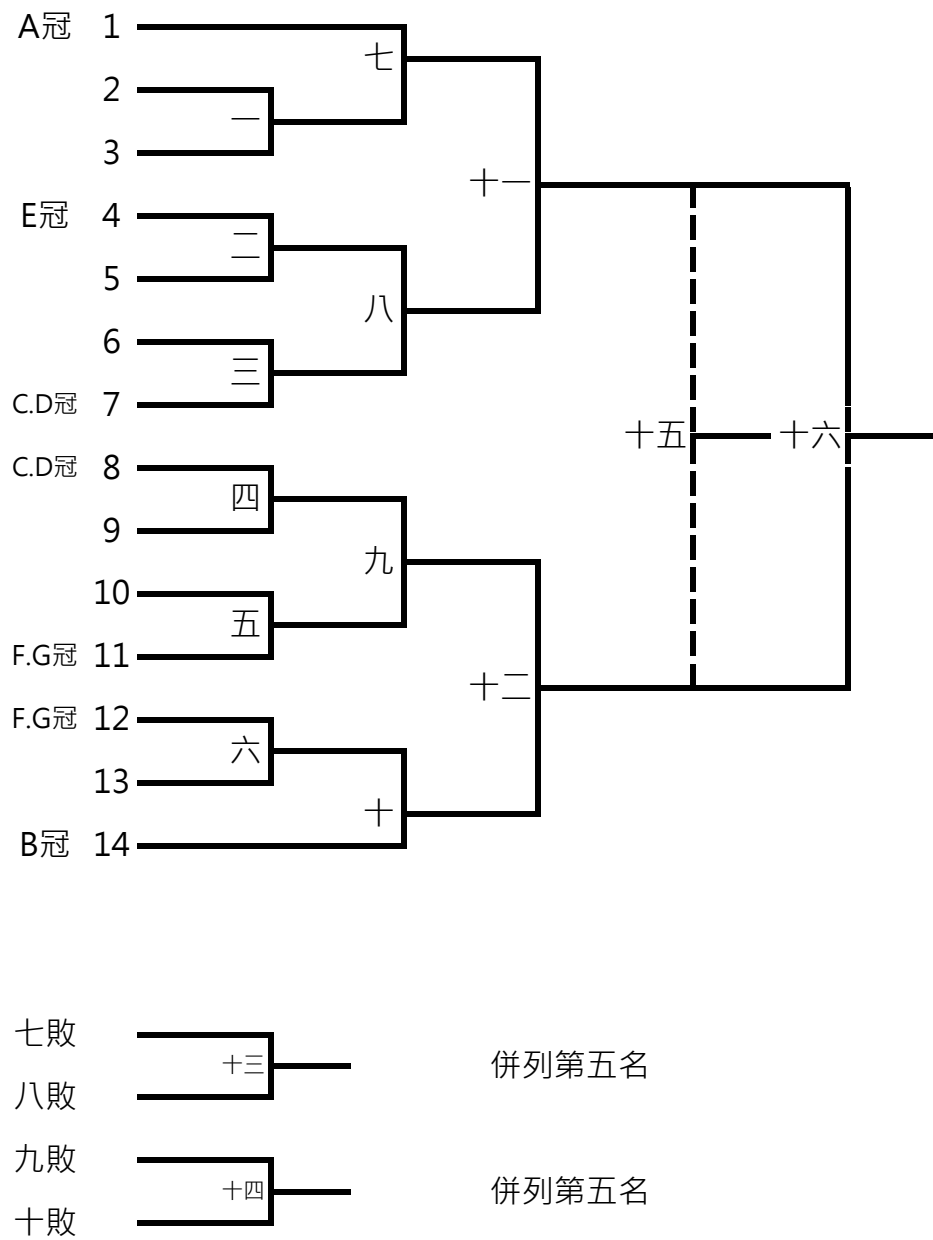 A冠 1
七
2
一
3
十一
E冠 4
二
5
八
6
三
C.D冠 7
十五 十六
C.D冠 8
四
9
九
10
五
F.G冠 11
十二
F.G冠 12
六
13
十
B冠 14
七敗
十三 併列第五名
八敗
九敗
十四 併列第五名
十敗